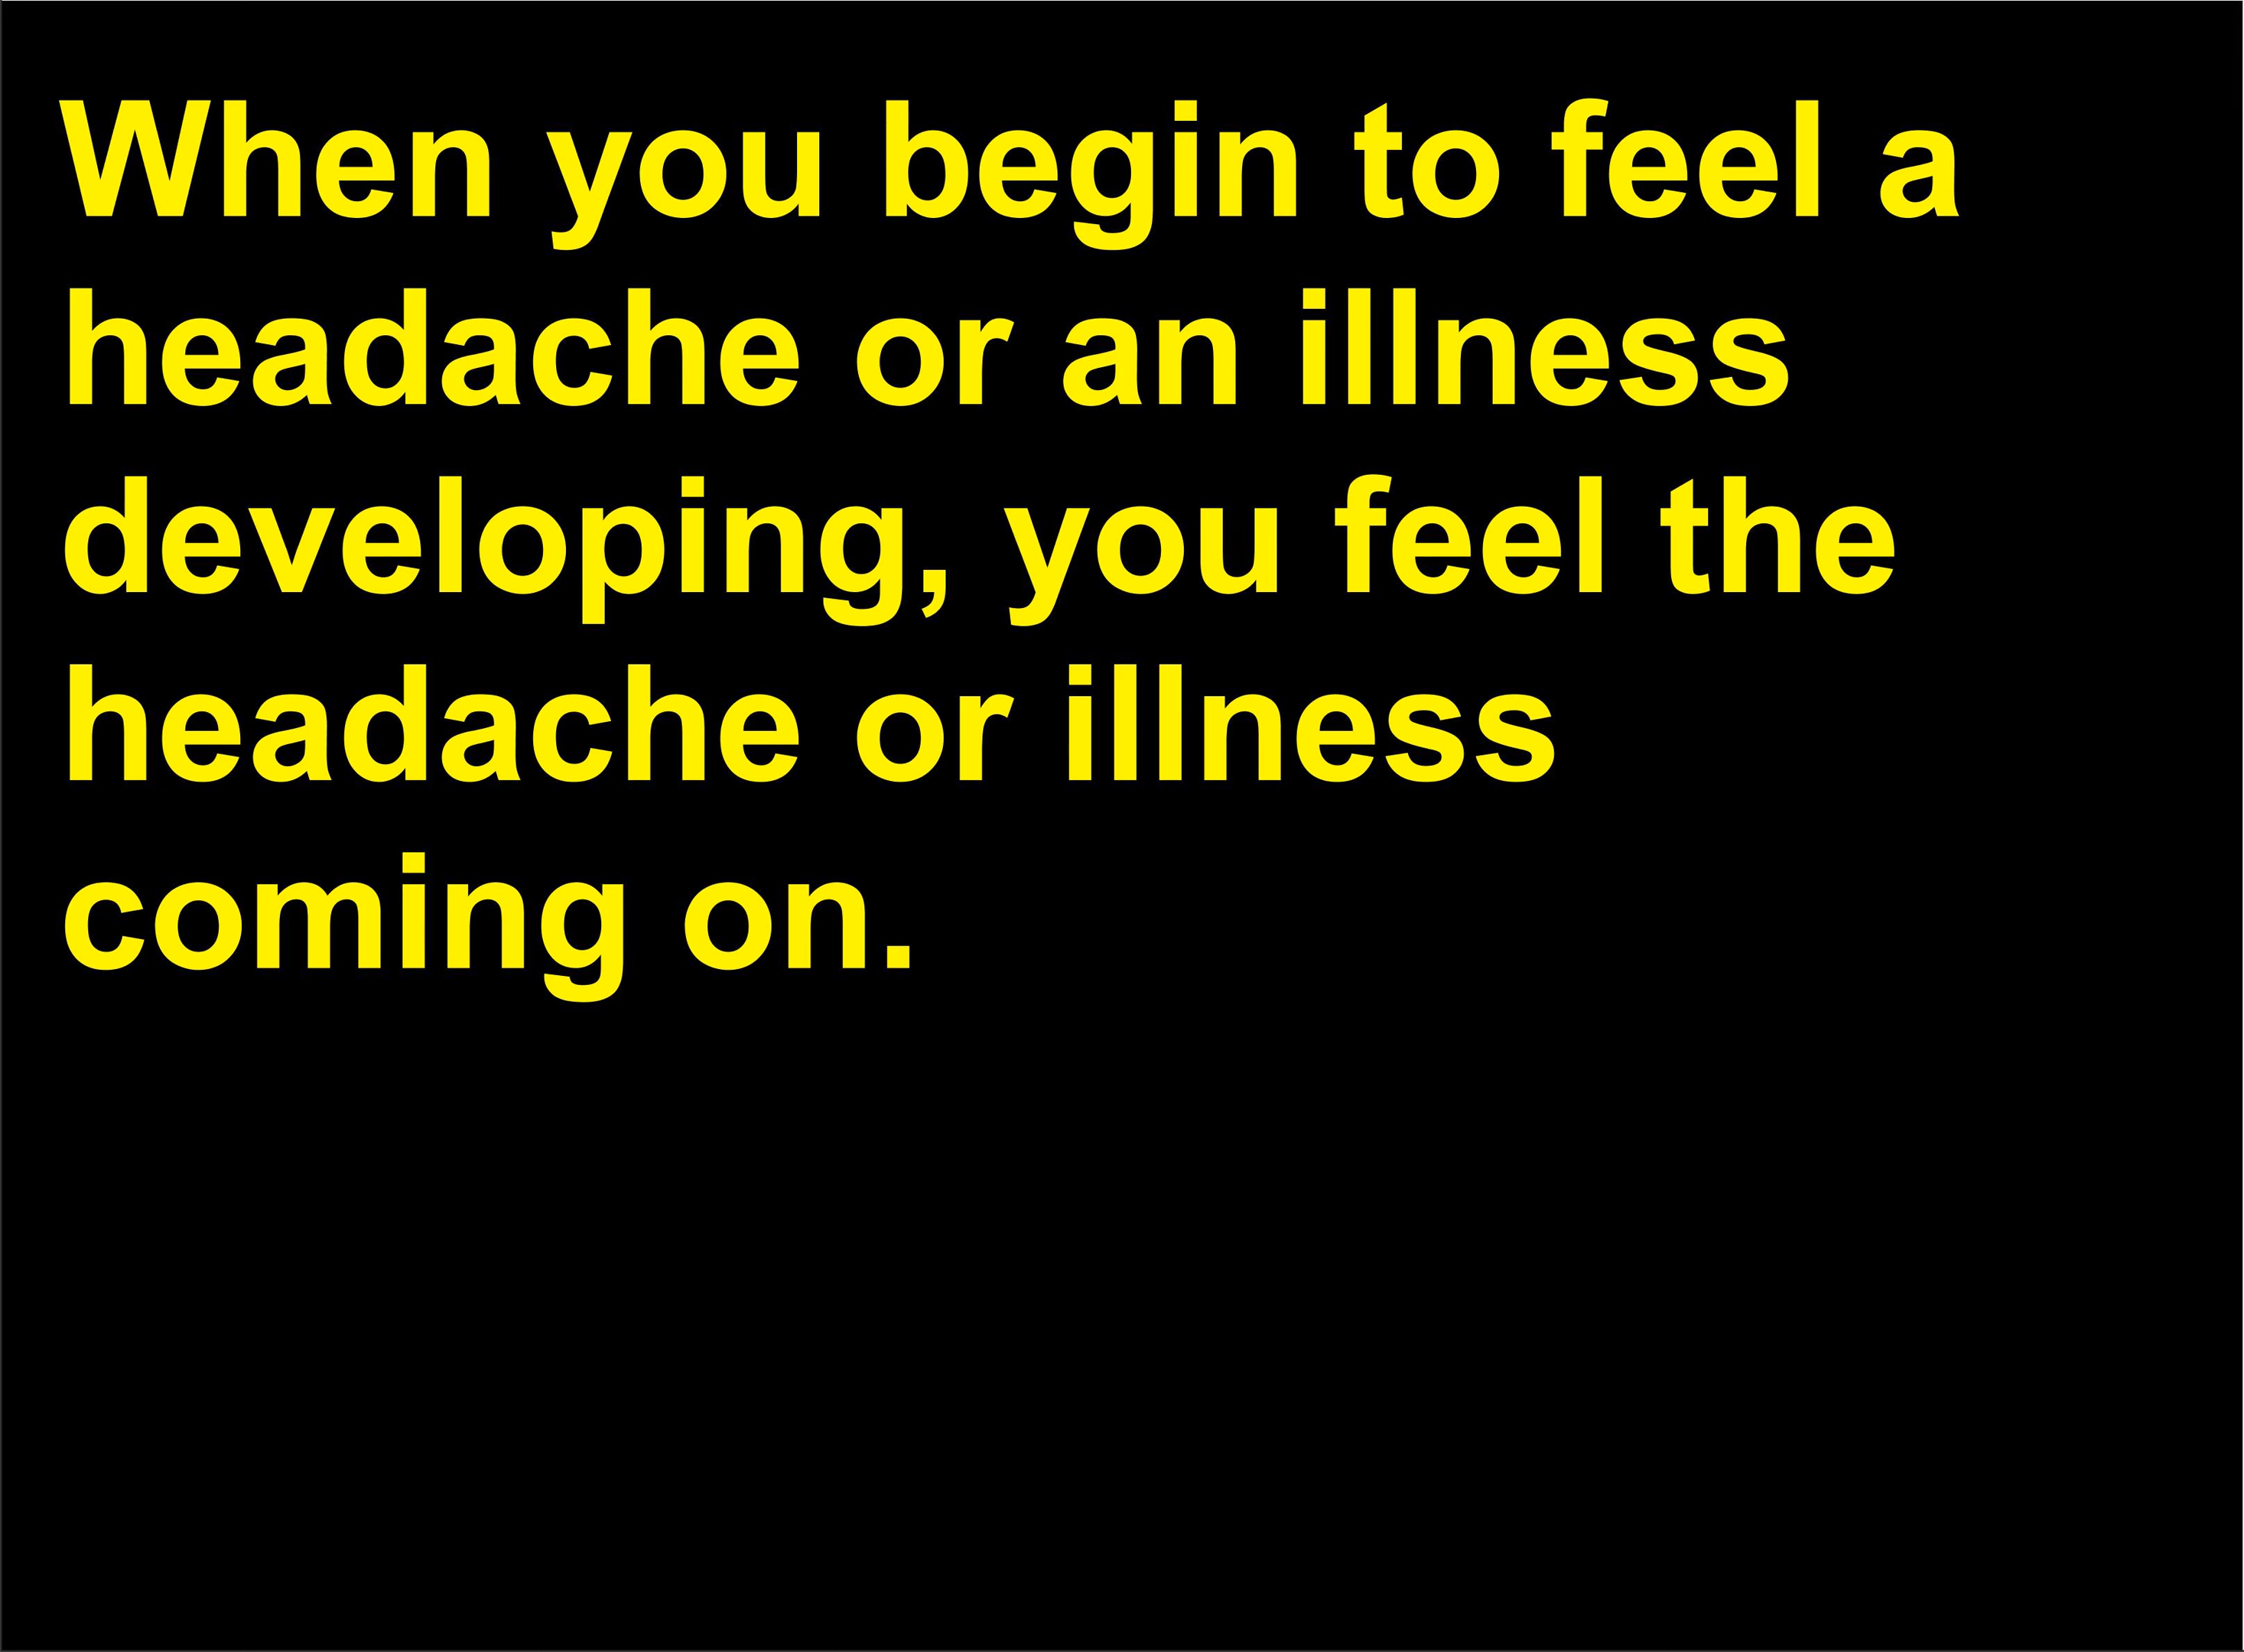 When you begin to feel a
headache or an illness
developing, you feel the
headache or illness
coming on.